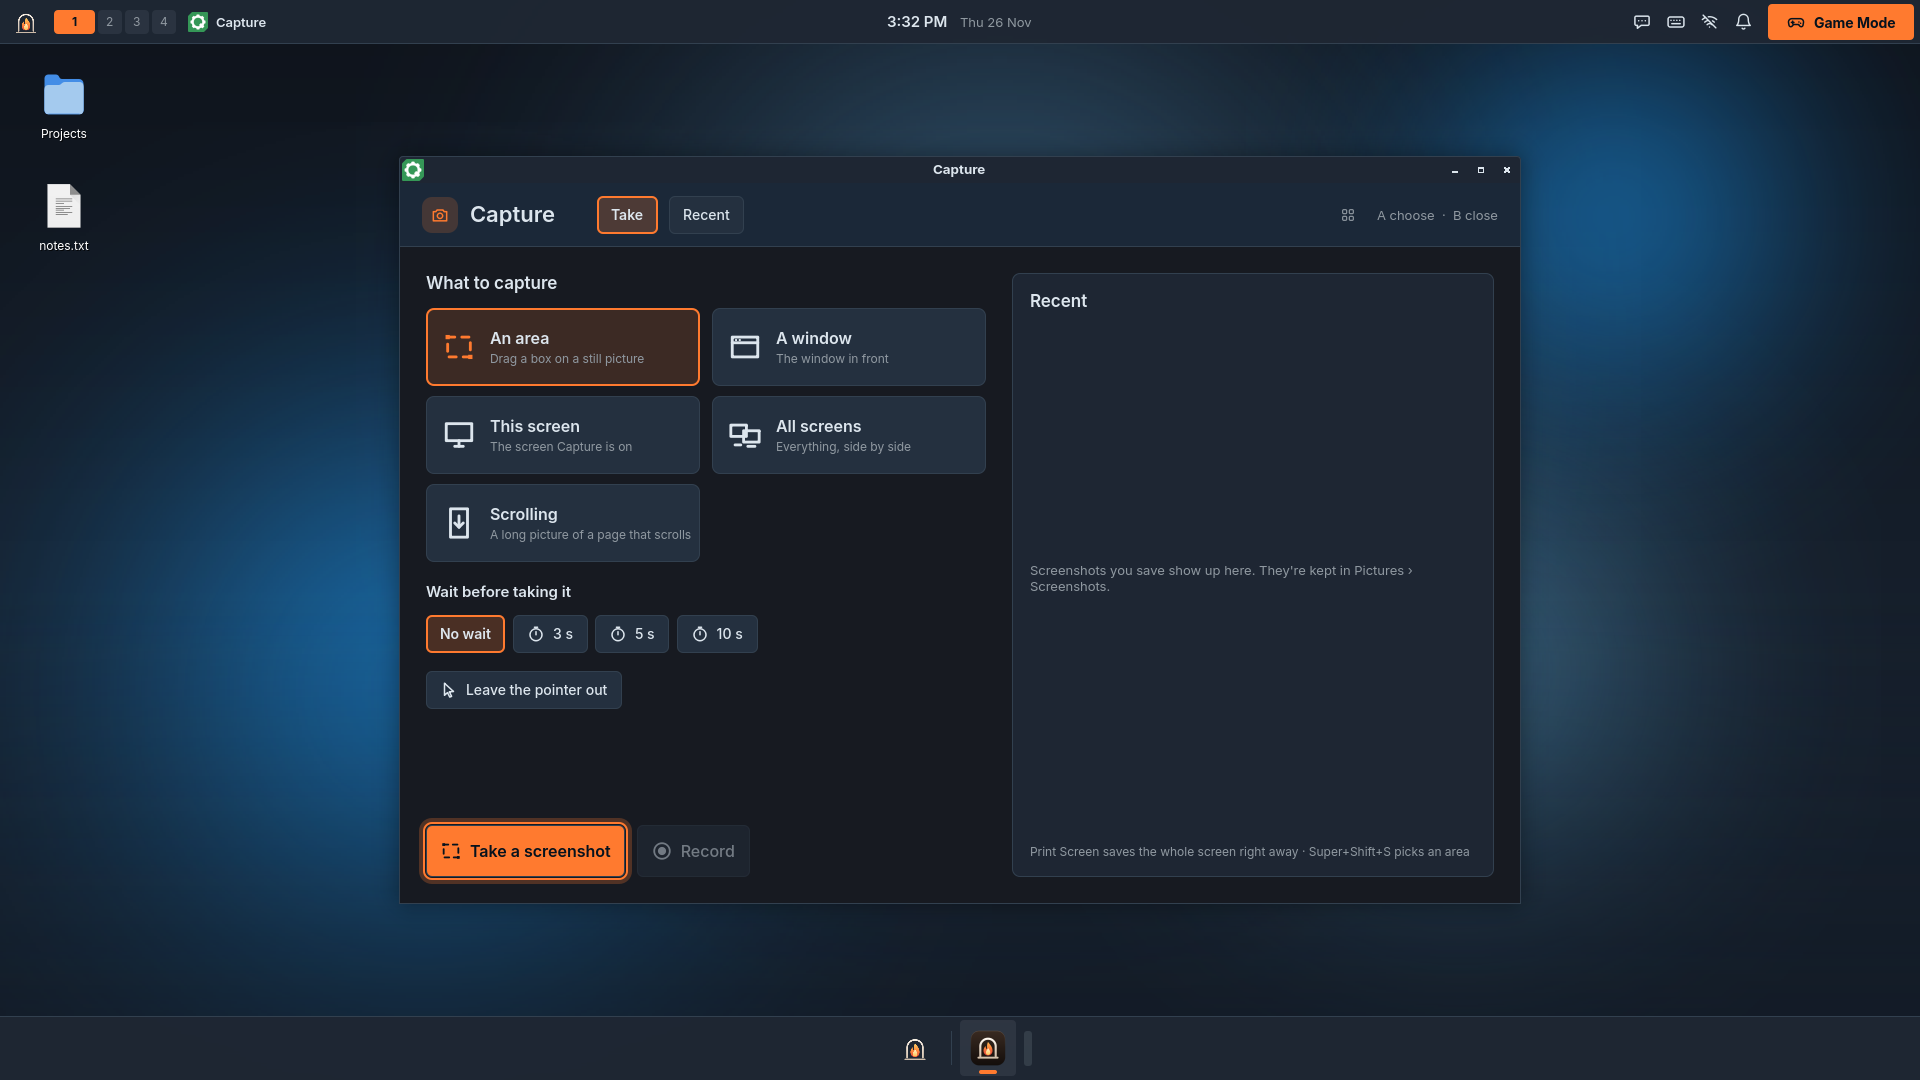 1 2 3 4 Capture
3:32 PM Thu 26 Nov
Game Mode
Projects
notes.txt
Capture
Capture
Take
Recent
A choose · B close
What to capture
An area
Drag a box on a still picture
A window
The window in front
This screen
The screen Capture is on
All screens
Everything, side by side
Scrolling
A long picture of a page that scrolls
Wait before taking it
No wait
3 s
5 s
10 s
Leave the pointer out
Take a screenshot
Record
Recent
Screenshots you save show up here. They're kept in Pictures ›
Screenshots.
Print Screen saves the whole screen right away · Super+Shift+S picks an area